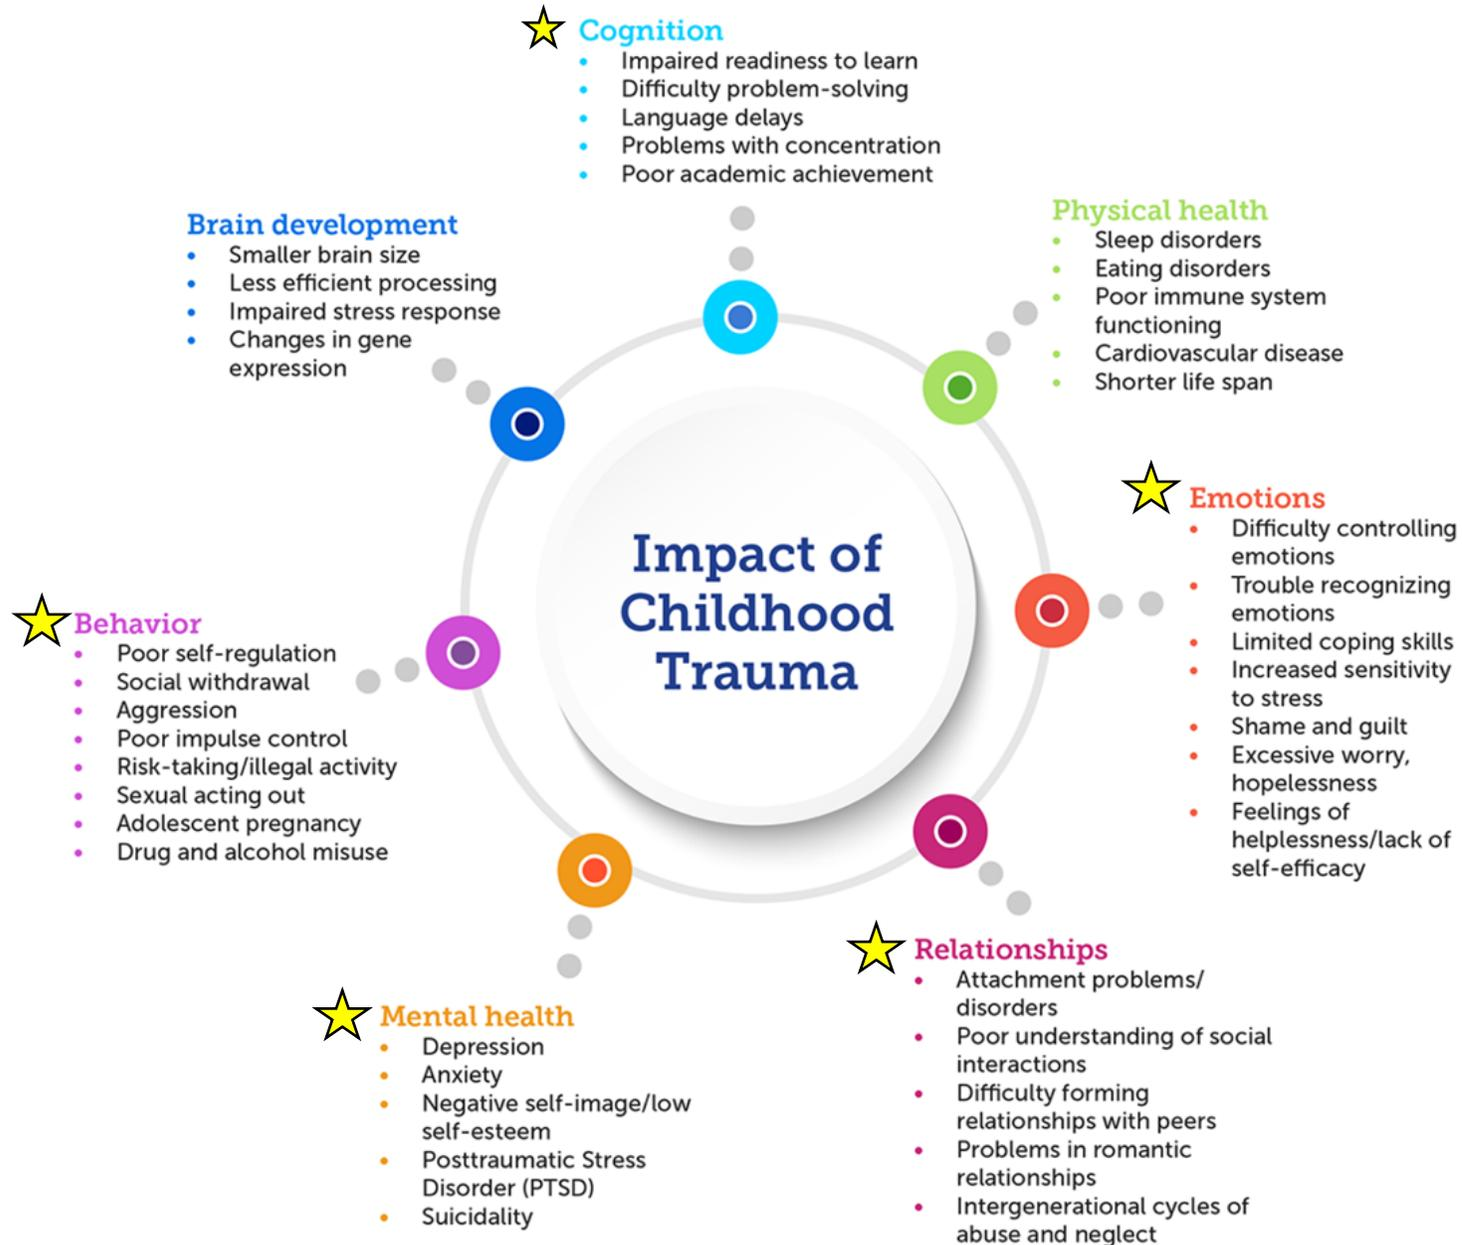 Cognition
• Impaired readiness to learn
• Difficulty problem-solving
• Language delays
• Problems with concentration
• Poor academic achievement
Brain development
• Smaller brain size
• Less efficient processing
• Impaired stress response
• Changes in gene
expression
Physical health
• Sleep disorders
• Eating disorders
• Poor immune system
functioning
• Cardiovascular disease
• Shorter life span
Impact of
Childhood
Trauma
Emotions
• Difficulty controlling
emotions
• Trouble recognizing
emotions
• Limited coping skills
• Increased sensitivity
to stress
• Shame and guilt
• Excessive worry,
hopelessness
• Feelings of
helplessness/lack of
self-efficacy
Behavior
• Poor self-regulation
• Social withdrawal
• Aggression
• Poor impulse control
• Risk-taking/illegal activity
• Sexual acting out
• Adolescent pregnancy
• Drug and alcohol misuse
Mental health
• Depression
• Anxiety
• Negative self-image/low
self-esteem
• Posttraumatic Stress
Disorder (PTSD)
• Suicidality
Relationships
• Attachment problems/
disorders
• Poor understanding of social
interactions
• Difficulty forming
relationships with peers
• Problems in romantic
relationships
• Intergenerational cycles of
abuse and neglect